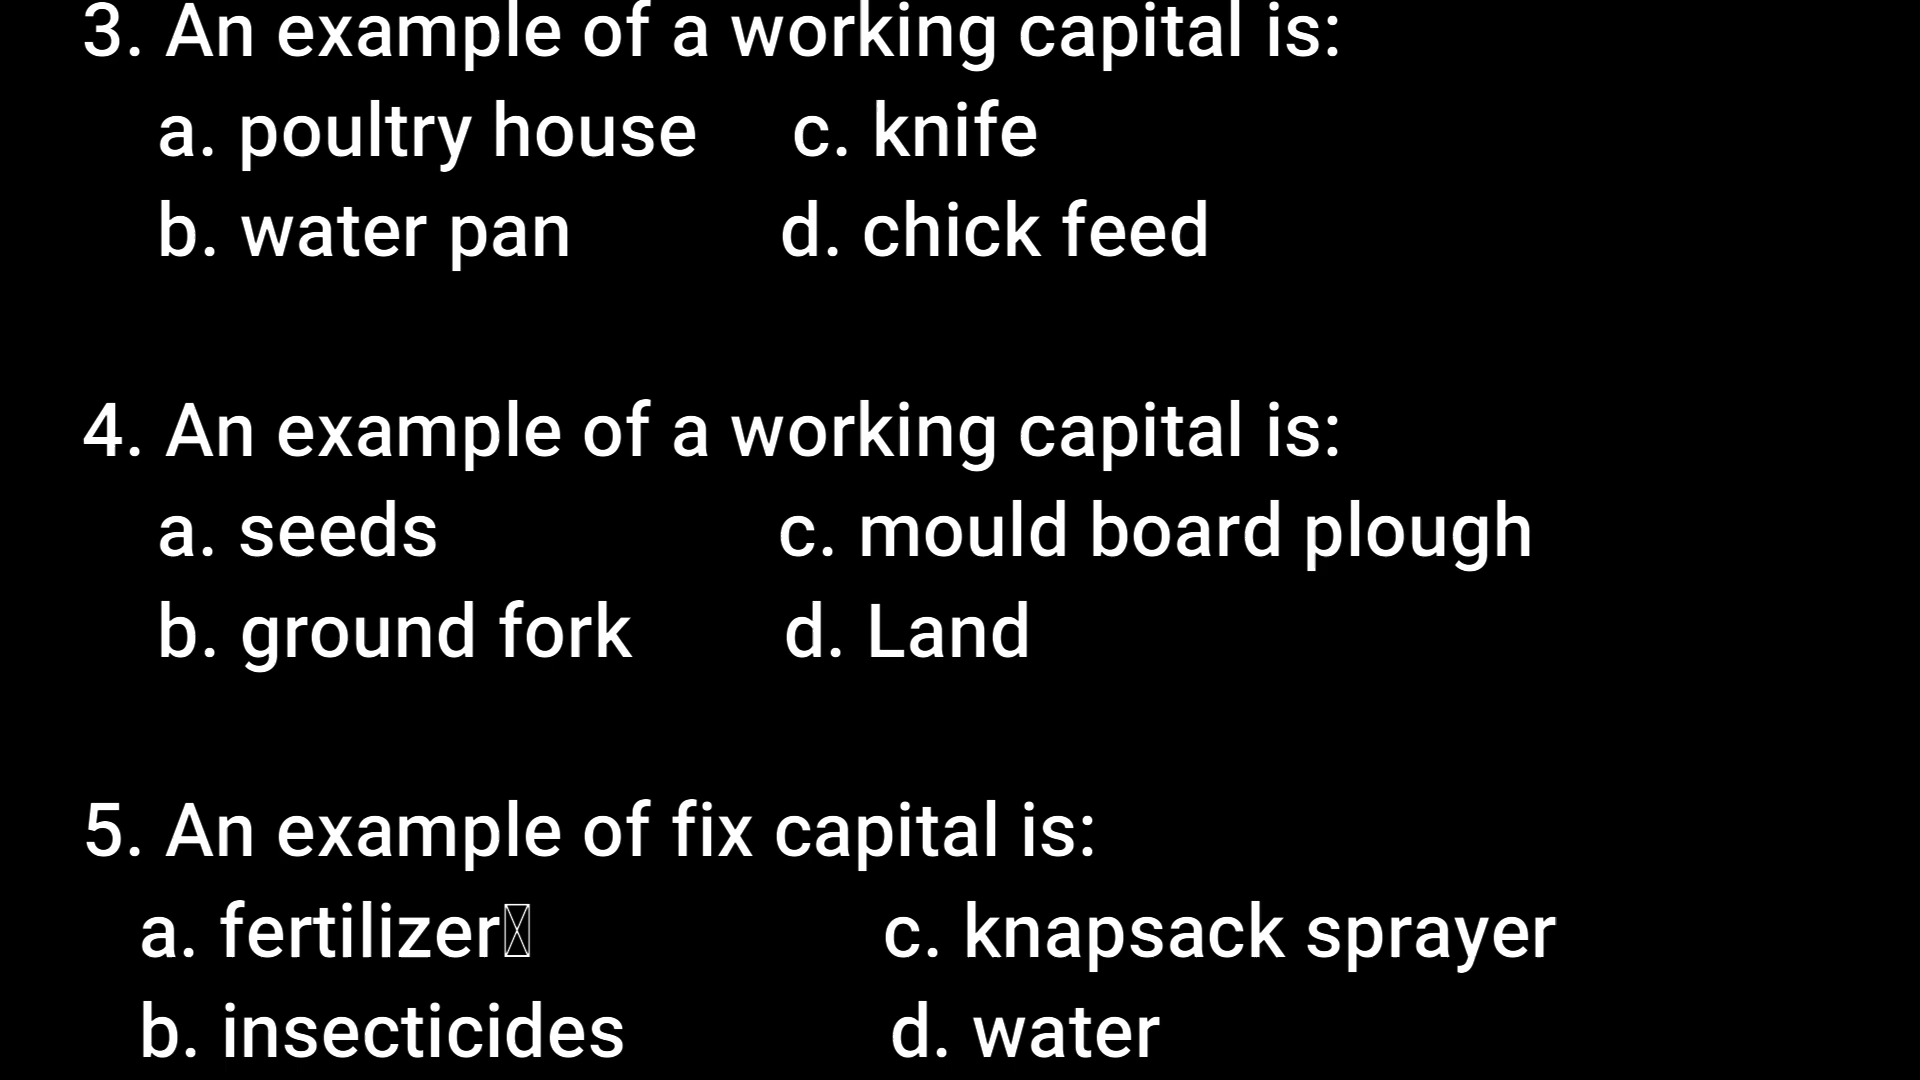 3. An example of a working capital is:
a. poultry house c. knife
b. water pan d. chick feed
4. An example of a working capital is:
a. seeds c. mould board plough
b. ground fork d. Land
5. An example of fix capital is:
a. fertilizer c. knapsack sprayer
b. insecticides d. water